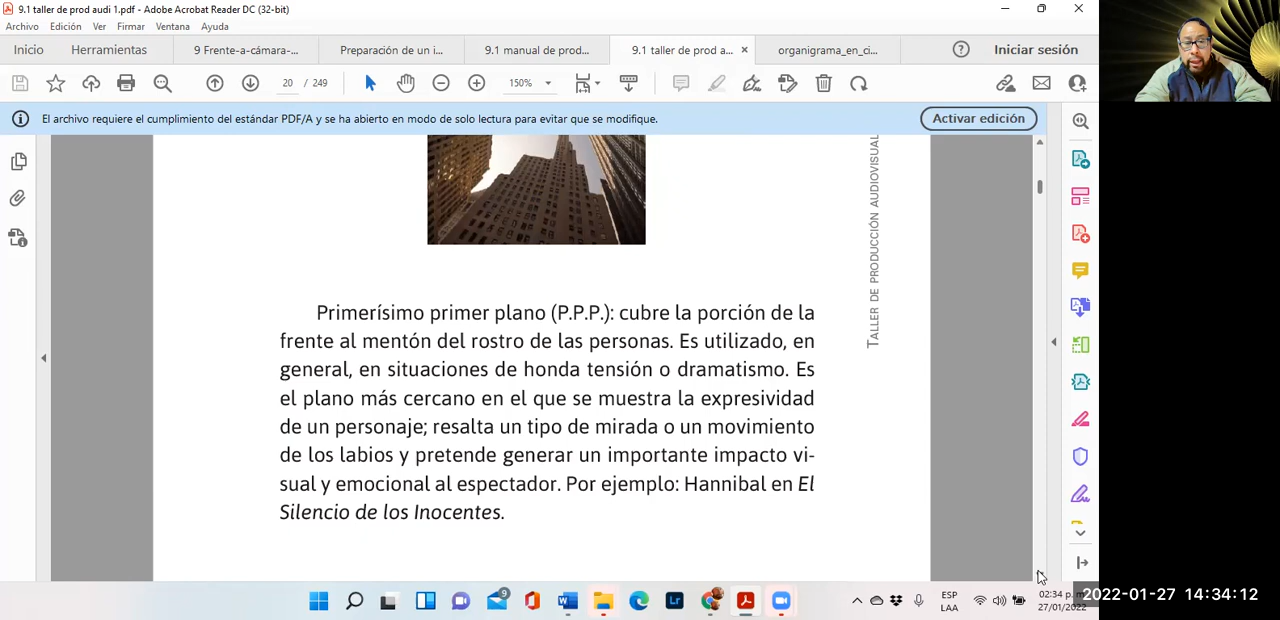 9.1 taller de prod audi 1.pdf - Adobe Acrobat Reader DC (32-bit)
Archivo Edición Ver Firmar Ventana Ayuda
Inicio Herramientas 9 Frente-a-cámara-... Preparación de un i... 9.1 manual de prod... 9.1 taller de prod a... × organigrama_en_ci... Iniciar sesión
20 / 249 150%
El archivo requiere el cumplimiento del estándar PDF/A y se ha abierto en modo de solo lectura para evitar que se modifique. Activar edición
TALLER DE PRODUCCIÓN AUDIOVISUAL
Primerísimo primer plano (P.P.P.): cubre la porción de la
frente al mentón del rostro de las personas. Es utilizado, en
general, en situaciones de honda tensión o dramatismo. Es
el plano más cercano en el que se muestra la expresividad
de un personaje; resalta un tipo de mirada o un movimiento
de los labios y pretende generar un importante impacto vi-
sual y emocional al espectador. Por ejemplo: Hannibal en El
Silencio de los Inocentes.
9
Lr
ESP
LAA
02:34 p. m.
27/01/2022
2022-01-27 14:34:12